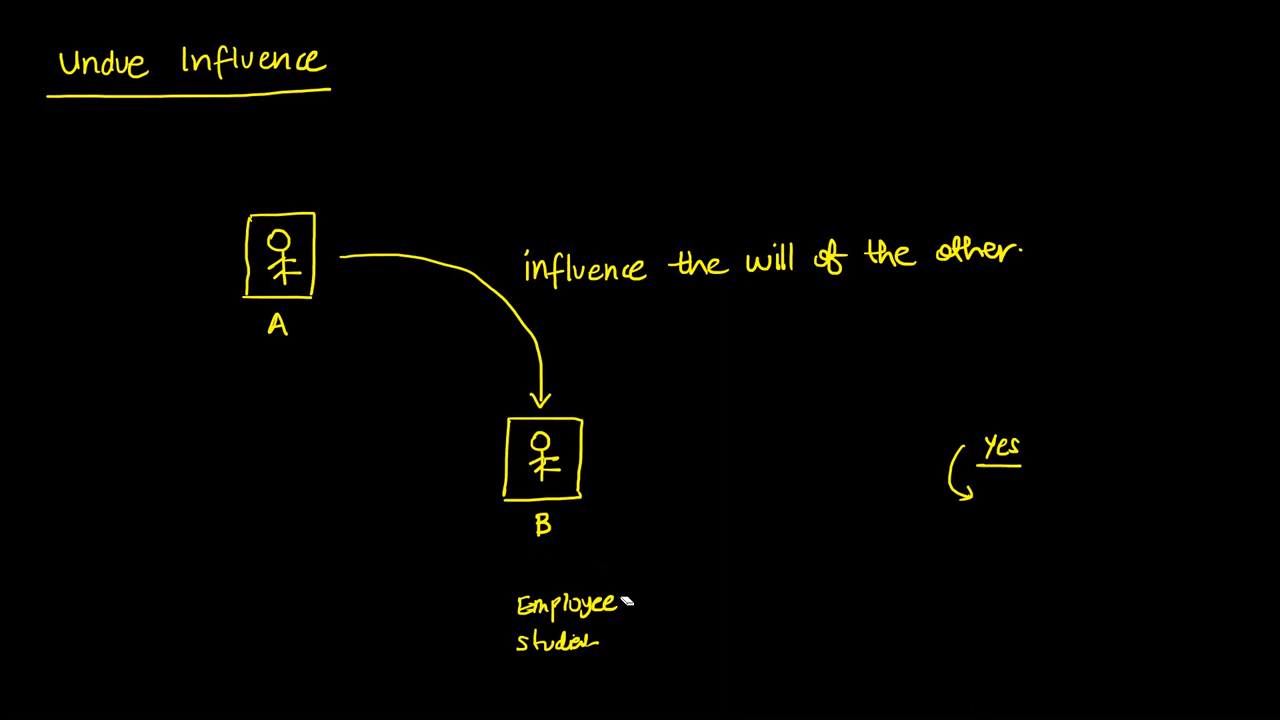 Undue Influence
influence the will of the other.
A
Yes
B
Employee